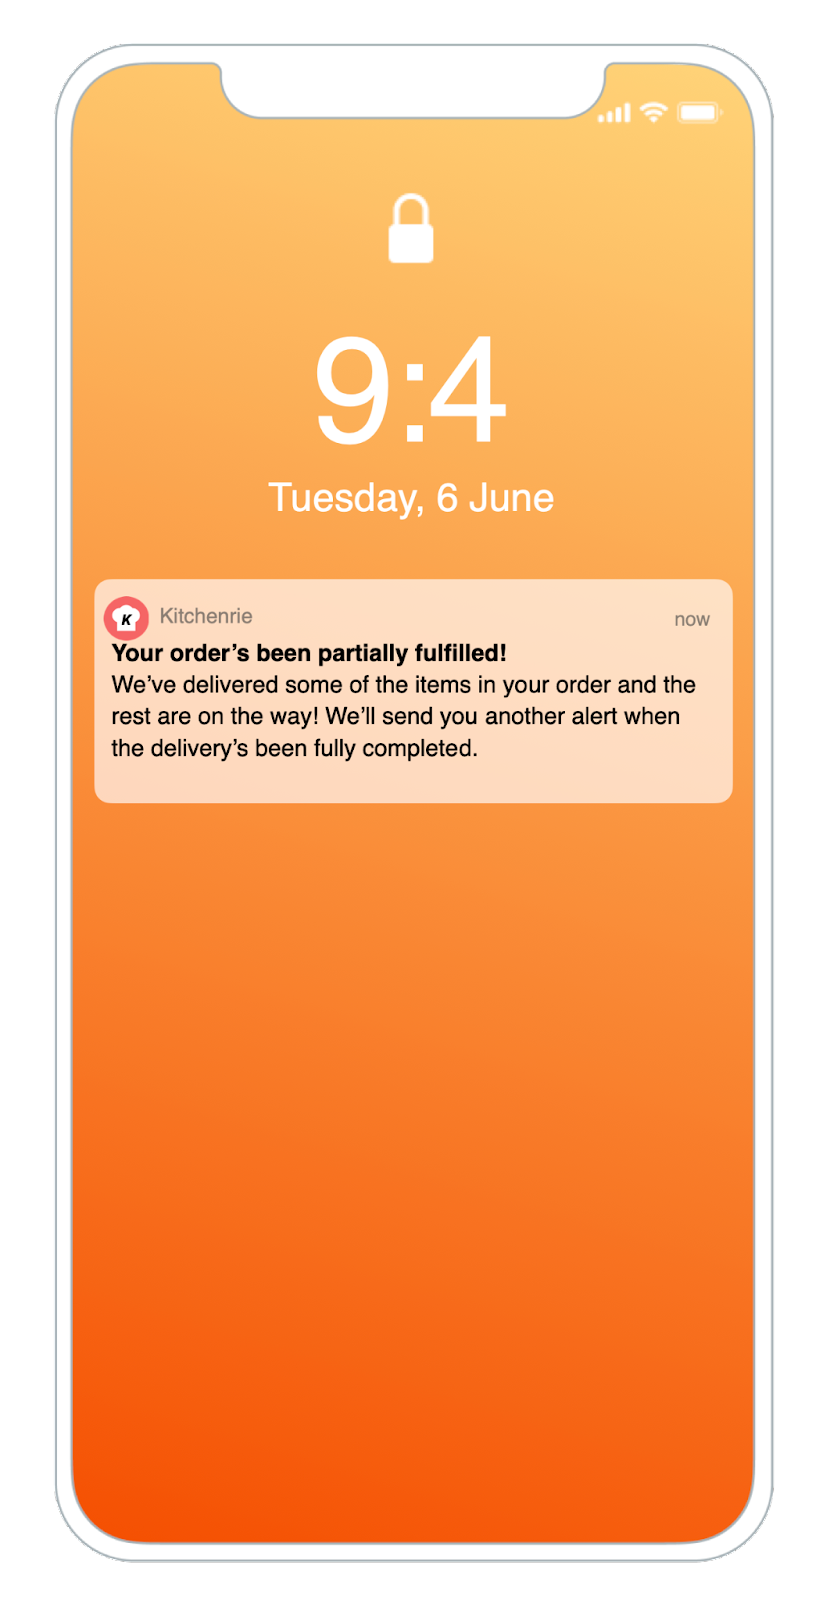 9:4
Tuesday, 6 June
K
Kitchenrie
now
Your order’s been partially fulfilled!
We’ve delivered some of the items in your order and the
rest are on the way! We’ll send you another alert when
the delivery’s been fully completed.